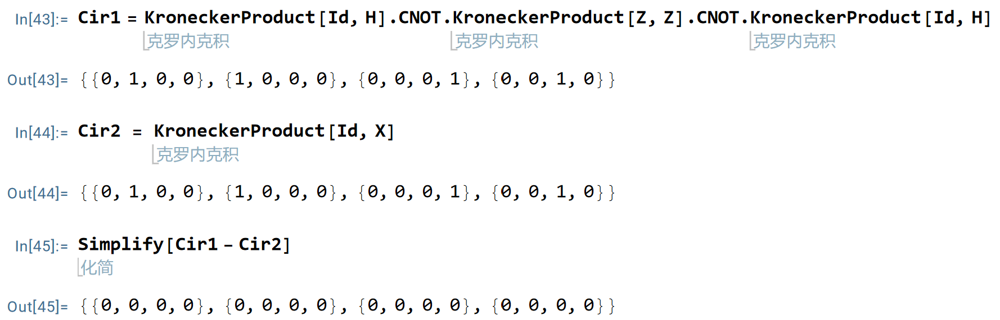 In[43]:= Cir1 = KroneckerProduct[Id, H].CNOT.KroneckerProduct[Z, Z].CNOT.KroneckerProduct[Id, H]
克罗内克积 克罗内克积 克罗内克积
Out[43]= {{0, 1, 0, 0}, {1, 0, 0, 0}, {0, 0, 0, 1}, {0, 0, 1, 0}}
In[44]:= Cir2 = KroneckerProduct[Id, X]
克罗内克积
Out[44]= {{0, 1, 0, 0}, {1, 0, 0, 0}, {0, 0, 0, 1}, {0, 0, 1, 0}}
In[45]:= Simplify[Cir1 – Cir2]
化简
Out[45]= {{0, 0, 0, 0}, {0, 0, 0, 0}, {0, 0, 0, 0}, {0, 0, 0, 0}}